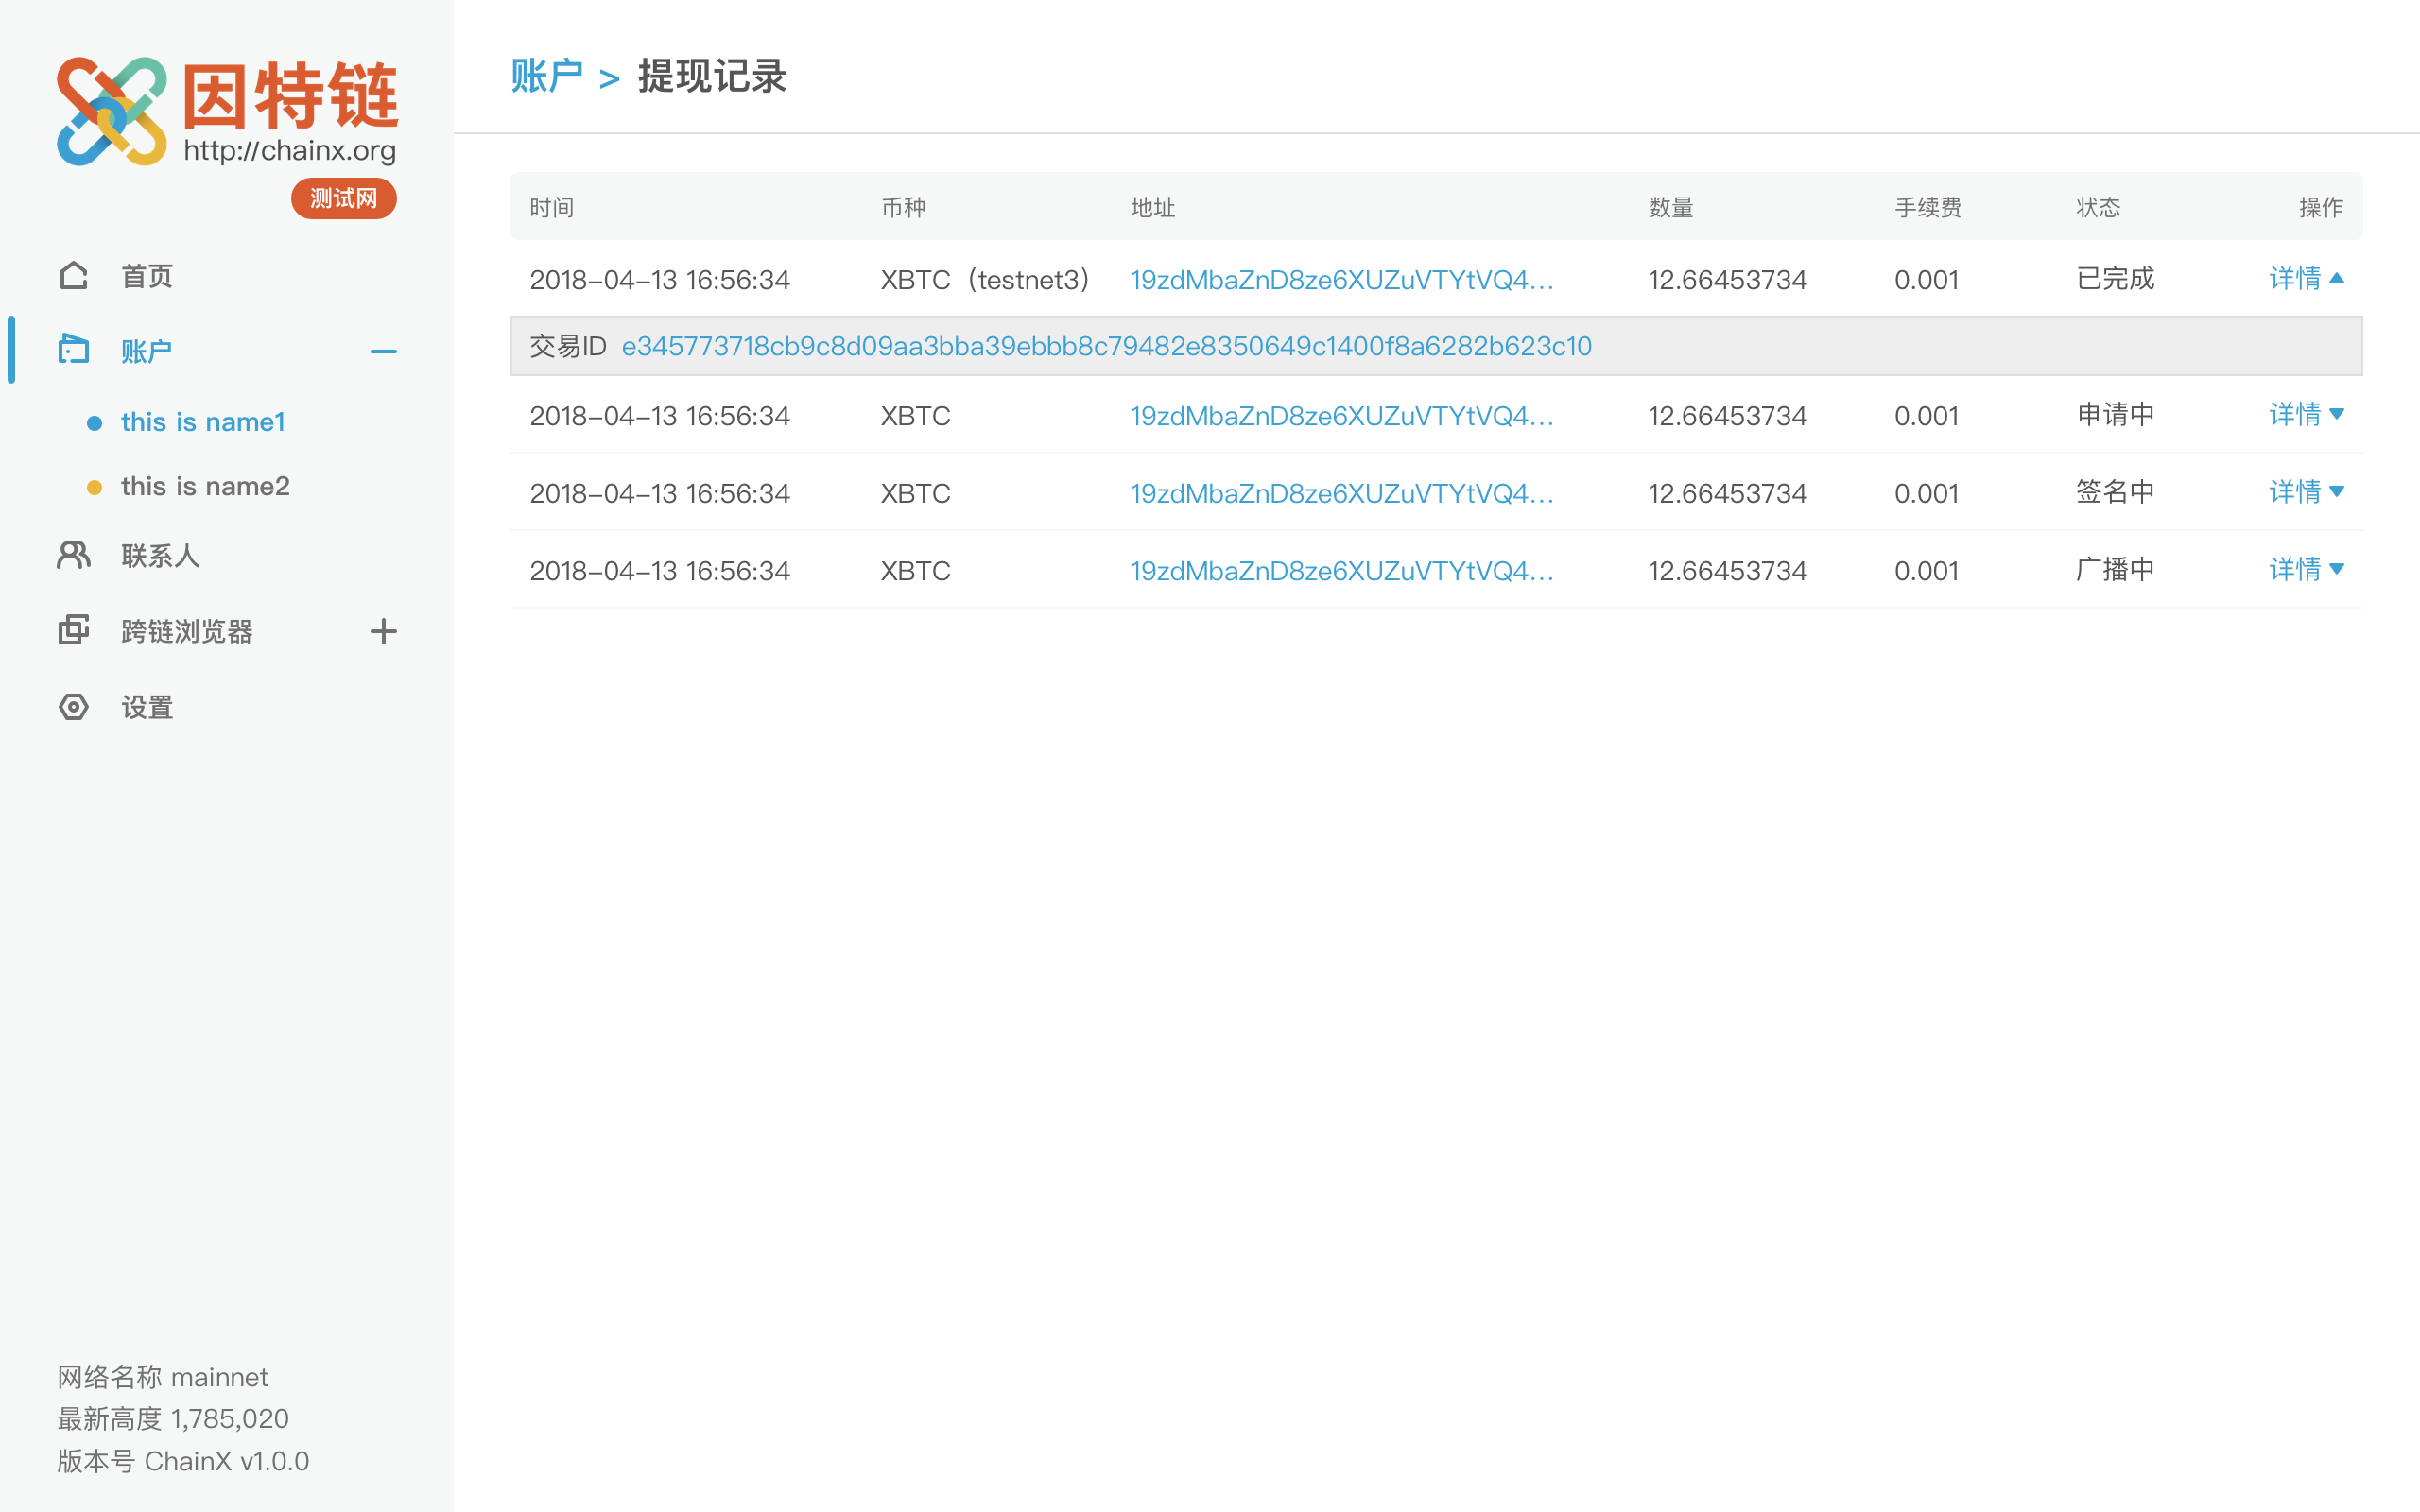 因特链
http://chainx.org
测试网
首页
账户
this is name1
this is name2
联系人
跨链浏览器
设置
网络名称 mainnet
最新高度 1,785,020
版本号 ChainX v1.0.0
账户 > 提现记录
时间 币种 地址 数量 手续费 状态 操作
2018-04-13 16:56:34 XBTC（testnet3） 19zdMbaZnD8ze6XUZuVTYtVQ4... 12.66453734 0.001 已完成 详情
交易ID e345773718cb9c8d09aa3bba39ebbb8c79482e8350649c1400f8a6282b623c10
2018-04-13 16:56:34 XBTC 19zdMbaZnD8ze6XUZuVTYtVQ4... 12.66453734 0.001 申请中 详情
2018-04-13 16:56:34 XBTC 19zdMbaZnD8ze6XUZuVTYtVQ4... 12.66453734 0.001 签名中 详情
2018-04-13 16:56:34 XBTC 19zdMbaZnD8ze6XUZuVTYtVQ4... 12.66453734 0.001 广播中 详情